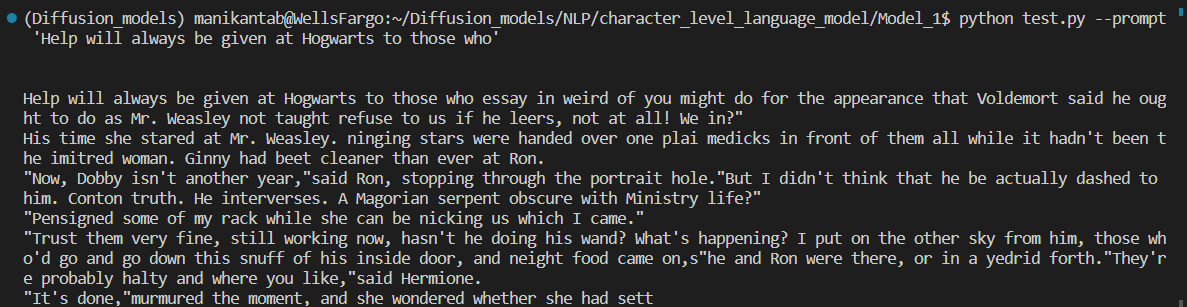 (Diffusion_models) manikantab@WellsFargo:~/Diffusion_models/NLP/character_level_language_model/Model_1$ python test.py --prompt
'Help will always be given at Hogwarts to those who'
Help will always be given at Hogwarts to those who essay in weird of you might do for the appearance that Voldemort said he oug
ht to do as Mr. Weasley not taught refuse to us if he leers, not at all! We in?"
His time she stared at Mr. Weasley. ninging stars were handed over one plai medicks in front of them all while it hadn't been t
he imitred woman. Ginny had beet cleaner than ever at Ron.
"Now, Dobby isn't another year,"said Ron, stopping through the portrait hole."But I didn't think that he be actually dashed to
him. Conton truth. He interverses. A Magorian serpent obscure with Ministry life?"
"Pensigned some of my rack while she can be nicking us which I came."
"Trust them very fine, still working now, hasn't he doing his wand? What's happening? I put on the other sky from him, those wh
o'd go and go down this snuff of his inside door, and neight food came on,s"he and Ron were there, or in a yedrid forth."They'r
e probably halty and where you like,"said Hermione.
"It's done,"murmured the moment, and she wondered whether she had sett